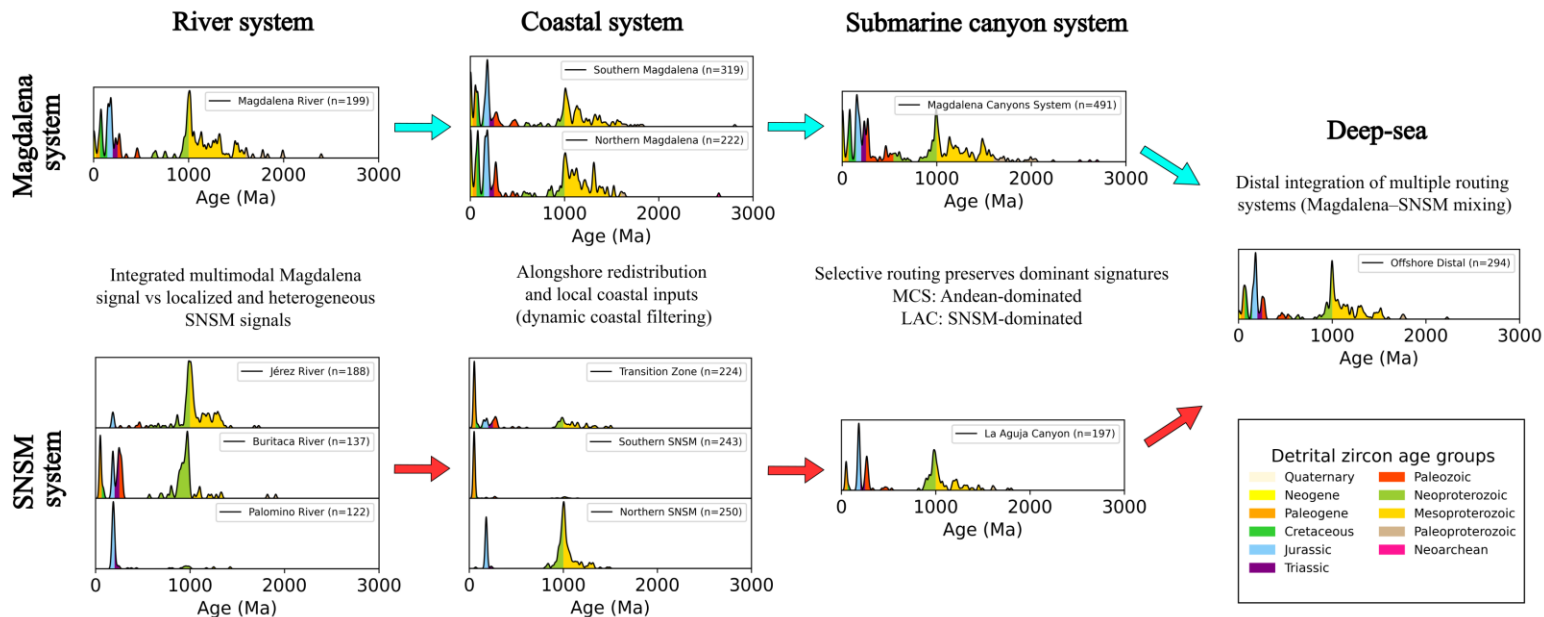 River system
Coastal system
Submarine canyon system
Magdalena
system
Magdalena River (n=199)
0
1000
2000
3000
Age (Ma)
Southern Magdalena (n=319)
Northern Magdalena (n=222)
0
1000
2000
3000
Age (Ma)
Magdalena Canyons System (n=491)
0
1000
2000
3000
Age (Ma)
Deep-sea
Distal integration of multiple routing
systems (Magdalena–SNSM mixing)
Offshore Distal (n=294)
0
1000
2000
3000
Age (Ma)
Integrated multimodal Magdalena
signal vs localized and heterogeneous
SNSM signals
Alongshore redistribution
and local coastal inputs
(dynamic coastal filtering)
Selective routing preserves dominant signatures
MCS: Andean-dominated
LAC: SNSM-dominated
SNSM
system
Jérez River (n=188)
Buritaca River (n=137)
Palomino River (n=122)
0
1000
2000
3000
Age (Ma)
Transition Zone (n=224)
Southern SNSM (n=243)
Northern SNSM (n=250)
0
1000
2000
3000
Age (Ma)
La Aguja Canyon (n=197)
0
1000
2000
3000
Age (Ma)
Detrital zircon age groups
Quaternary
Neogene
Paleogene
Cretaceous
Jurassic
Triassic
Paleozoic
Neoproterozoic
Mesoproterozoic
Paleoproterozoic
Neoarchean